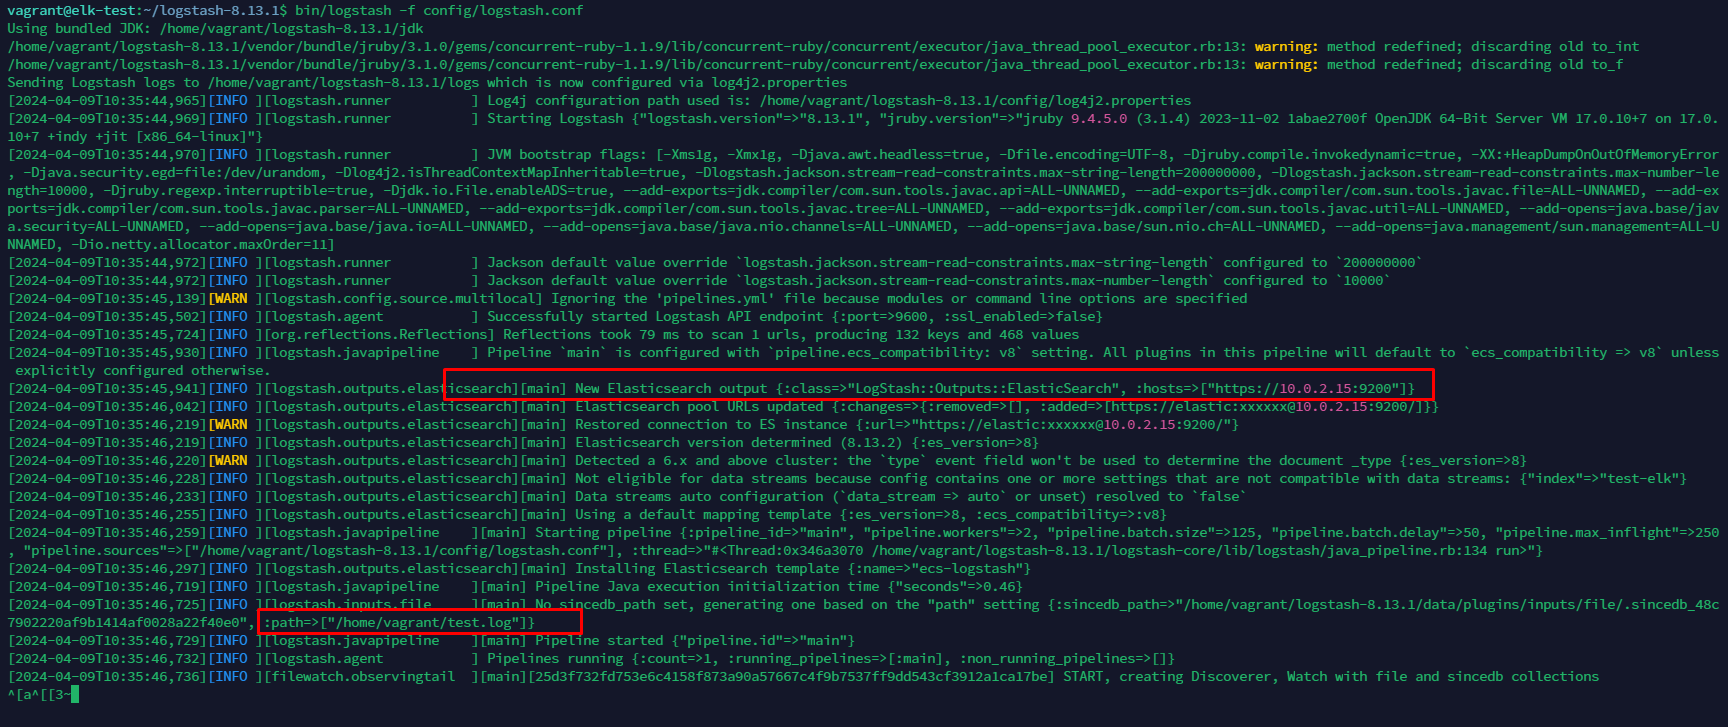 vagrant@elk-test:~/logstash-8.13.1$ bin/logstash -f config/logstash.conf
Using bundled JDK: /home/vagrant/logstash-8.13.1/jdk
/home/vagrant/logstash-8.13.1/vendor/bundle/jruby/3.1.0/gems/concurrent-ruby-1.1.9/lib/concurrent-ruby/concurrent/executor/java_thread_pool_executor.rb:13: warning: method redefined; discarding old to_int
/home/vagrant/logstash-8.13.1/vendor/bundle/jruby/3.1.0/gems/concurrent-ruby-1.1.9/lib/concurrent-ruby/concurrent/executor/java_thread_pool_executor.rb:13: warning: method redefined; discarding old to_f
Sending Logstash logs to /home/vagrant/logstash-8.13.1/logs which is now configured via log4j2.properties
[2024-04-09T10:35:44,965][INFO ][logstash.runner          ] Log4j configuration path used is: /home/vagrant/logstash-8.13.1/config/log4j2.properties
[2024-04-09T10:35:44,969][INFO ][logstash.runner          ] Starting Logstash {"logstash.version"=>"8.13.1", "jruby.version"=>"jruby 9.4.5.0 (3.1.4) 2023-11-02 1abae2700f OpenJDK 64-Bit Server VM 17.0.10+7 on 17.0.
10+7 +indy +jit [x86_64-linux]"}
[2024-04-09T10:35:44,970][INFO ][logstash.runner          ] JVM bootstrap flags: [-Xms1g, -Xmx1g, -Djava.awt.headless=true, -Dfile.encoding=UTF-8, -Djruby.compile.invokedynamic=true, -XX:+HeapDumpOnOutOfMemoryError
, -Djava.security.egd=file:/dev/urandom, -Dlog4j2.isThreadContextMapInheritable=true, -Dlogstash.jackson.stream-read-constraints.max-string-length=200000000, -Dlogstash.jackson.stream-read-constraints.max-number-le
ngth=10000, -Djruby.regexp.interruptible=true, -Djdk.io.File.enableADS=true, --add-exports=jdk.compiler/com.sun.tools.javac.api=ALL-UNNAMED, --add-exports=jdk.compiler/com.sun.tools.javac.file=ALL-UNNAMED, --add-ex
ports=jdk.compiler/com.sun.tools.javac.parser=ALL-UNNAMED, --add-exports=jdk.compiler/com.sun.tools.javac.tree=ALL-UNNAMED, --add-exports=jdk.compiler/com.sun.tools.javac.util=ALL-UNNAMED, --add-opens=java.base/jav
a.security=ALL-UNNAMED, --add-opens=java.base/java.io=ALL-UNNAMED, --add-opens=java.base/java.nio.channels=ALL-UNNAMED, --add-opens=java.base/sun.nio.ch=ALL-UNNAMED, --add-opens=java.management/sun.management=ALL-U
NNAMED, -Dio.netty.allocator.maxOrder=11]
[2024-04-09T10:35:44,972][INFO ][logstash.runner          ] Jackson default value override `logstash.jackson.stream-read-constraints.max-string-length` configured to `200000000`
[2024-04-09T10:35:44,972][INFO ][logstash.runner          ] Jackson default value override `logstash.jackson.stream-read-constraints.max-number-length` configured to `10000`
[2024-04-09T10:35:45,139][WARN ][logstash.config.source.multilocal] Ignoring the 'pipelines.yml' file because modules or command line options are specified
[2024-04-09T10:35:45,502][INFO ][logstash.agent           ] Successfully started Logstash API endpoint {:port=>9600, :ssl_enabled=>false}
[2024-04-09T10:35:45,724][INFO ][org.reflections.Reflections] Reflections took 79 ms to scan 1 urls, producing 132 keys and 468 values
[2024-04-09T10:35:45,930][INFO ][logstash.javapipeline    ] Pipeline `main` is configured with `pipeline.ecs_compatibility: v8` setting. All plugins in this pipeline will default to `ecs_compatibility => v8` unless
 explicitly configured otherwise.
[2024-04-09T10:35:45,941][INFO ][logstash.outputs.elasticsearch][main] New Elasticsearch output {:class=>"LogStash::Outputs::ElasticSearch", :hosts=>["https://10.0.2.15:9200"]}
[2024-04-09T10:35:46,042][INFO ][logstash.outputs.elasticsearch][main] Elasticsearch pool URLs updated {:changes=>{:removed=>[], :added=>[https://elastic:xxxxxx@10.0.2.15:9200/]}}
[2024-04-09T10:35:46,219][WARN ][logstash.outputs.elasticsearch][main] Restored connection to ES instance {:url=>"https://elastic:xxxxxx@10.0.2.15:9200/"}
[2024-04-09T10:35:46,219][INFO ][logstash.outputs.elasticsearch][main] Elasticsearch version determined (8.13.2) {:es_version=>8}
[2024-04-09T10:35:46,220][WARN ][logstash.outputs.elasticsearch][main] Detected a 6.x and above cluster: the `type` event field won't be used to determine the document _type {:es_version=>8}
[2024-04-09T10:35:46,228][INFO ][logstash.outputs.elasticsearch][main] Not eligible for data streams because config contains one or more settings that are not compatible with data streams: {"index"=>"test-elk"}
[2024-04-09T10:35:46,233][INFO ][logstash.outputs.elasticsearch][main] Data streams auto configuration (`data_stream => auto` or unset) resolved to `false`
[2024-04-09T10:35:46,255][INFO ][logstash.outputs.elasticsearch][main] Using a default mapping template {:es_version=>8, :ecs_compatibility=>:v8}
[2024-04-09T10:35:46,259][INFO ][logstash.javapipeline    ][main] Starting pipeline {:pipeline_id=>"main", "pipeline.workers"=>2, "pipeline.batch.size"=>125, "pipeline.batch.delay"=>50, "pipeline.max_inflight"=>250
, "pipeline.sources"=>["/home/vagrant/logstash-8.13.1/config/logstash.conf"], :thread=>"#<Thread:0x346a3070 /home/vagrant/logstash-8.13.1/logstash-core/lib/logstash/java_pipeline.rb:134 run>"}
[2024-04-09T10:35:46,297][INFO ][logstash.outputs.elasticsearch][main] Installing Elasticsearch template {:name=>"ecs-logstash"}
[2024-04-09T10:35:46,719][INFO ][logstash.javapipeline    ][main] Pipeline Java execution initialization time {"seconds"=>0.46}
[2024-04-09T10:35:46,725][INFO ][logstash.inputs.file     ][main] No sincedb_path set, generating one based on the "path" setting {:sincedb_path=>"/home/vagrant/logstash-8.13.1/data/plugins/inputs/file/.sincedb_48c
7902220af9b1414af0028a22f40e0", :path=>["/home/vagrant/test.log"]}
[2024-04-09T10:35:46,729][INFO ][logstash.javapipeline    ][main] Pipeline started {"pipeline.id"=>"main"}
[2024-04-09T10:35:46,732][INFO ][logstash.agent           ] Pipelines running {:count=>1, :running_pipelines=>[:main], :non_running_pipelines=>[]}
[2024-04-09T10:35:46,736][INFO ][filewatch.observingtail  ][main][25d3f732fd753e6c4158f873a90a57667c4f9b7537ff9dd543cf3912a1ca17be] START, creating Discoverer, Watch with file and sincedb collections
^[a^[[3~